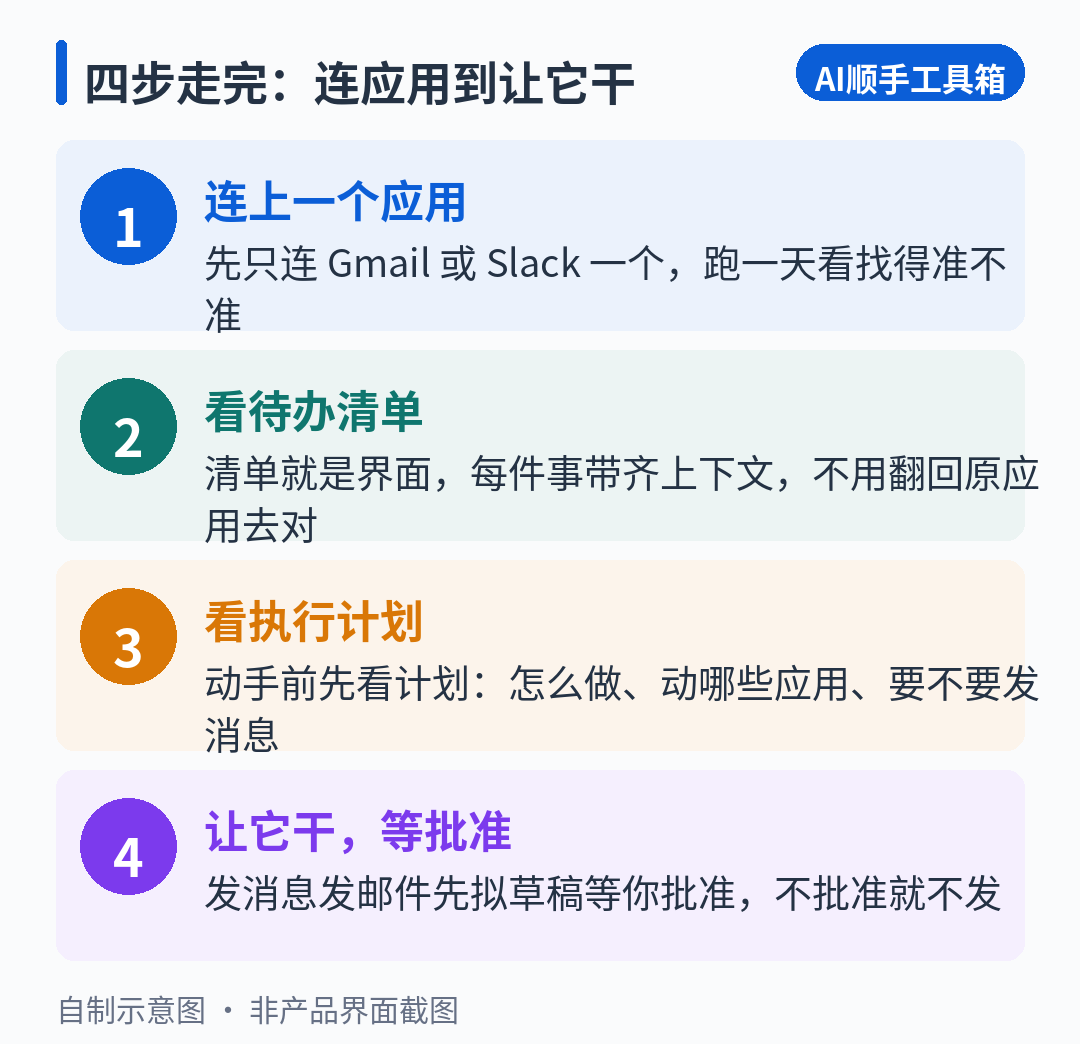 四步走完：连应用到让它干
AI顺手工具箱
1
连上一个应用
先只连 Gmail 或 Slack 一个，跑一天看找得准不
准
2
看待办清单
清单就是界面，每件事带齐上下文，不用翻回原应
用去对
3
看执行计划
动手前先看计划：怎么做、动哪些应用、要不要发
消息
4
让它干，等批准
发消息发邮件先拟草稿等你批准，不批准就不发
自制示意图 · 非产品界面截图